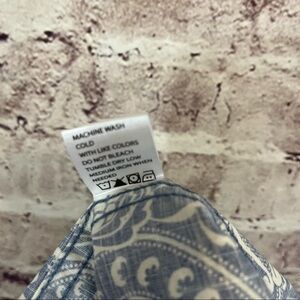 MACHINE WASH
COLD
WITH LIKE COLORS
DO NOT BLEACH
TUMBLE DRY LOW
MEDIUM IRON WHEN
NEEDED